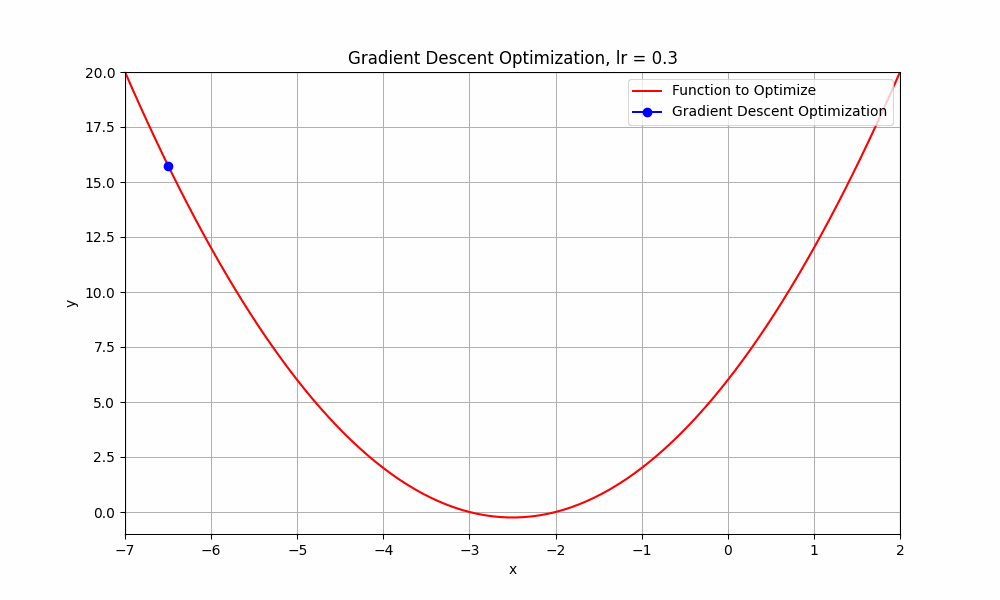 Gradient Descent Optimization, lr = 0.3
Function to Optimize
Gradient Descent Optimization
20.0
17.5
15.0
12.5
10.0
7.5
5.0
2.5
0.0
y
−7 −6 −5 −4 −3 −2 −1 0 1 2
x